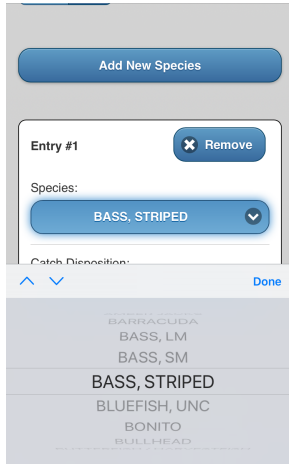 Add New Species
Entry #1
Remove
Species:
BASS, STRIPED
Catch Disposition:
Done
BARRACUDA
BASS, LM
BASS, SM
BASS, STRIPED
BLUEFISH, UNC
BONITO
BULLHEAD